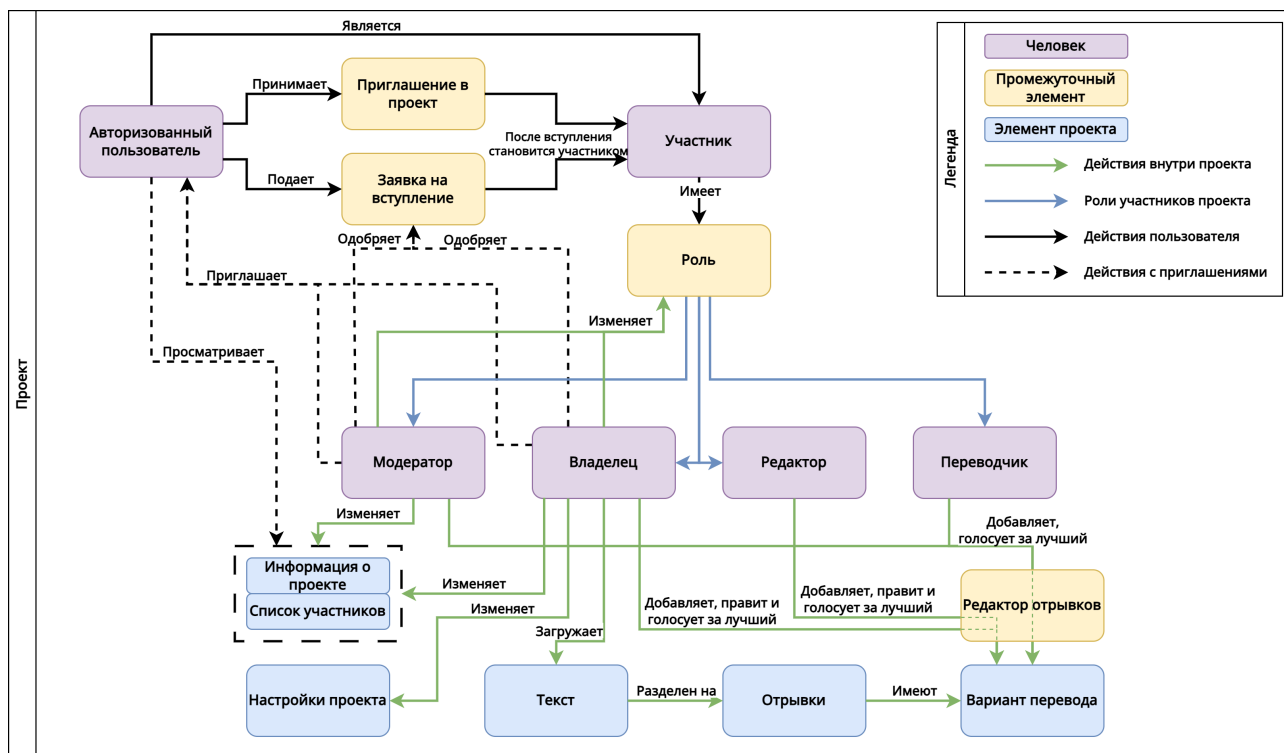 Является
Принимает
Приглашение в
проект
Авторизованный
пользователь
После вступления
становится участником
Участник
Подает
Заявка на
вступление
Имеет
Одобряет
Одобряет
Приглашает
Роль
Изменяет
Просматривает
Проект
Модератор
Владелец
Редактор
Переводчик
Изменяет
Информация о
проекте
Список участников
Изменяет
Изменяет
Загружает
Добавляет, правит и
голосует за лучший
Добавляет, правит и
голосует за лучший
Добавляет,
голосует за лучший
Редактор отрывков
Настройки проекта
Текст
Разделен на
Отрывки
Имеют
Вариант перевода
Легенда
Человек
Промежуточный
элемент
Элемент проекта
Действия внутри проекта
Роли участников проекта
Действия пользователя
Действия с приглашениями